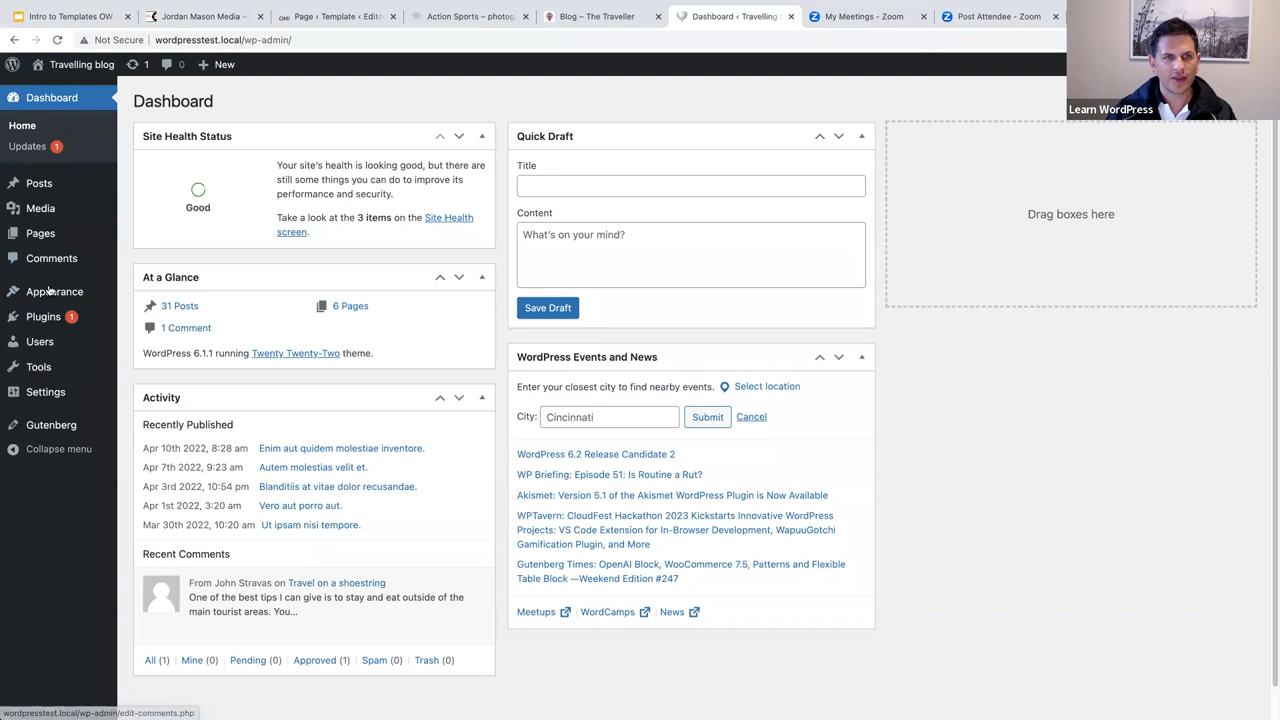 Intro to Templates OW -
Jordan Mason Media –
Page ‹ Template ‹ Edito
Action Sports – photog
Blog – The Traveller
Dashboard ‹ Travelling
My Meetings - Zoom
Post Attendee - Zoom
Not Secure
wordpresstest.local/wp-admin/
Travelling blog
1
0
New
Learn WordPress
Dashboard
Home
Updates 1
Posts
Media
Pages
Comments
Appearance
Plugins 1
Users
Tools
Settings
Gutenberg
Collapse menu
Dashboard
Site Health Status
Good
Your site's health is looking good, but there
are still some things you can do to improve its
performance and security.
Take a look at the 3 items on the Site Health
screen.
At a Glance
31 Posts
6 Pages
1 Comment
WordPress 6.1.1 running Twenty Twenty-Two theme.
Activity
Recently Published
Apr 10th 2022, 8:28 am Enim aut quidem molestiae inventore.
Apr 7th 2022, 9:23 am Autem molestias velit et.
Apr 3rd 2022, 10:54 pm Blanditiis at vitae dolor recusandae.
Apr 1st 2022, 3:20 am Vero aut porro aut.
Mar 30th 2022, 10:20 am Ut ipsam nisi tempore.
Recent Comments
From John Stravas on Travel on a shoestring
One of the best tips I can give is to stay and eat outside of the
main tourist areas. You...
All (1) | Mine (0) | Pending (0) | Approved (1) | Spam (0) | Trash (0)
Quick Draft
Title
Content
What's on your mind?
Save Draft
WordPress Events and News
Enter your closest city to find nearby events. Select location
City: Cincinnati Submit Cancel
WordPress 6.2 Release Candidate 2
WP Briefing: Episode 51: Is Routine a Rut?
Akismet: Version 5.1 of the Akismet WordPress Plugin is Now Available
WPTavern: CloudFest Hackathon 2023 Kickstarts Innovative WordPress
Projects: VS Code Extension for In-Browser Development, WapuuGotchi
Gamification Plugin, and More
Gutenberg Times: OpenAI Block, WooCommerce 7.5, Patterns and Flexible
Table Block —Weekend Edition #247
Meetups | WordCamps | News
Drag boxes here
wordpresstest.local/wp-admin/edit-comments.php